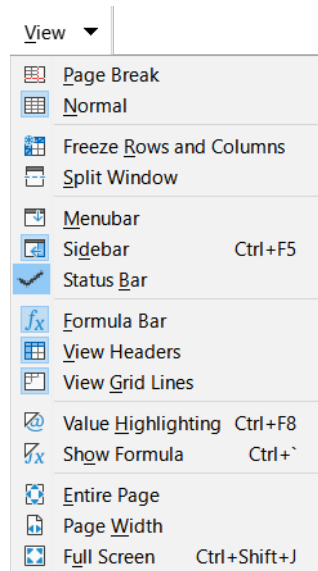 View
Page Break
Normal
Freeze Rows and Columns
Split Window
Menubar
Sidebar Ctrl+F5
Status Bar
Formula Bar
View Headers
View Grid Lines
Value Highlighting Ctrl+F8
Show Formula Ctrl+`
Entire Page
Page Width
Full Screen Ctrl+Shift+J